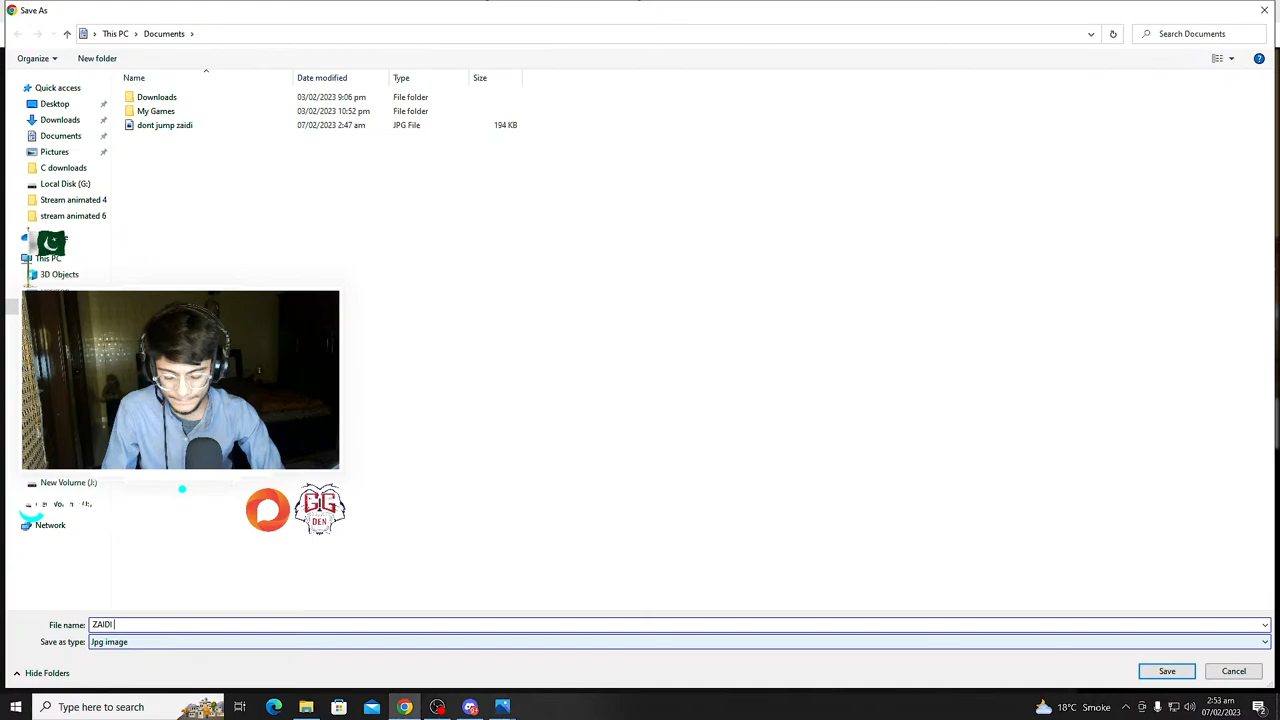 Save As
This PC
Documents
Search Documents
Organize
New folder
Name
Date modified
Type
Size
Downloads
03/02/2023 9:06 pm
File folder
My Games
03/02/2023 10:52 pm
File folder
dont jump zaidi
07/02/2023 2:47 am
JPG File
194 KB
Quick access
Desktop
Downloads
Documents
Pictures
C downloads
Local Disk (G:)
Stream animated 4
stream animated 6
This PC
3D Objects
New Volume (J:)
Network
GG
DEN
File name:
ZAIDI
Save as type:
Jpg image
Hide Folders
Save
Cancel
Type here to search
18°C Smoke
2:53 pm
07/02/2023
2